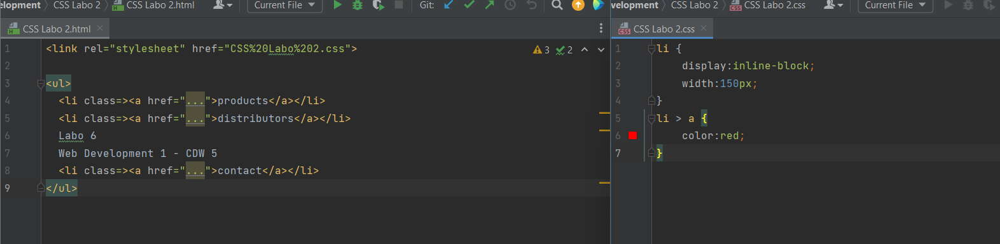 elopment CSS Labo 2 CSS Labo 2.html Current File Git:
CSS Labo 2.html
3 2
1 <link rel="stylesheet" href="CSS%20Labo%202.css">
2
3 <ul>
4 <li class=><a href="...">products</a></li>
5 <li class=><a href="...">distributors</a></li>
6 Labo 6
7 Web Development 1 - CDW 5
8 <li class=><a href="...">contact</a></li>
9 </ul>
velopment CSS Labo 2 CSS Labo 2.css Current File
CSS Labo 2.css
1 li {
2 display:inline-block;
3 width:150px;
4 }
5 li > a {
6 color:red;
7 }